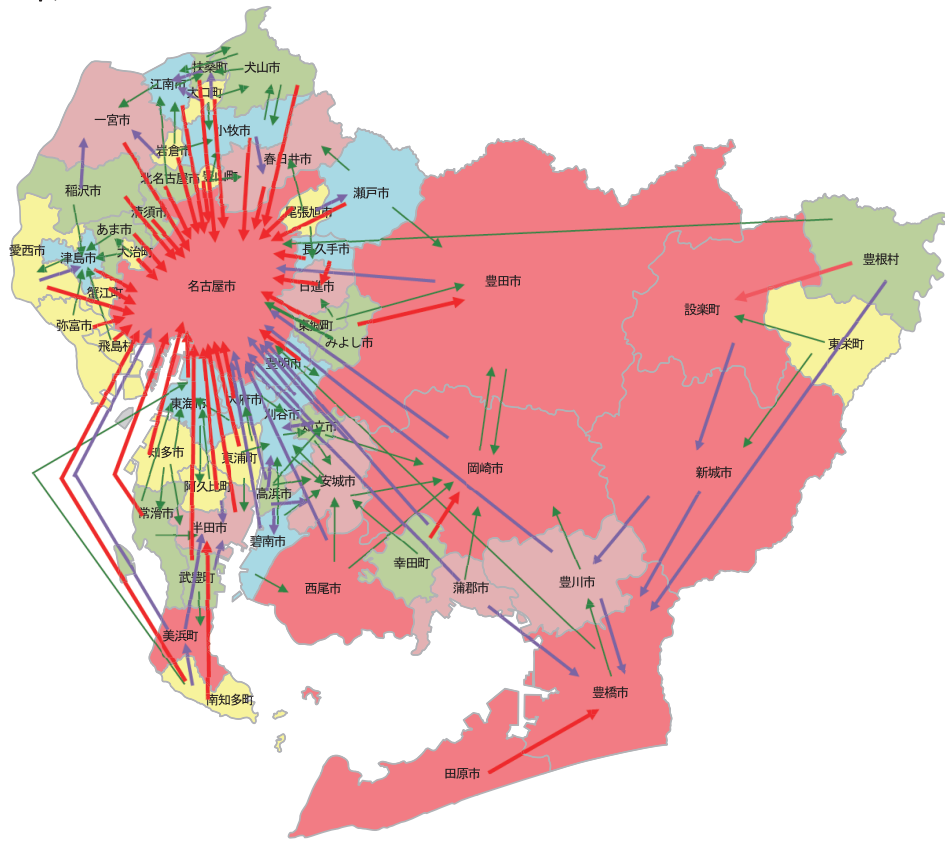 扶桑町
犬山市
江南市
大口町
一宮市
小牧市
岩倉市
春日井市
北名古屋市
豊山町
稲沢市
瀬戸市
清須市
尾張旭市
あま市
愛西市
津島市
大治町
長久手市
豊根村
名古屋市
日進市
豊田市
蟹江町
設楽町
弥富市
東郷町
飛島村
みよし市
東栄町
豊明市
東海市
大府市
刈谷市
知立市
知多市
東浦町
岡崎市
新城市
阿久比町
高浜市
安城市
常滑市
半田市
碧南市
幸田町
武豊町
西尾市
蒲郡市
豊川市
美浜町
南知多町
豊橋市
田原市